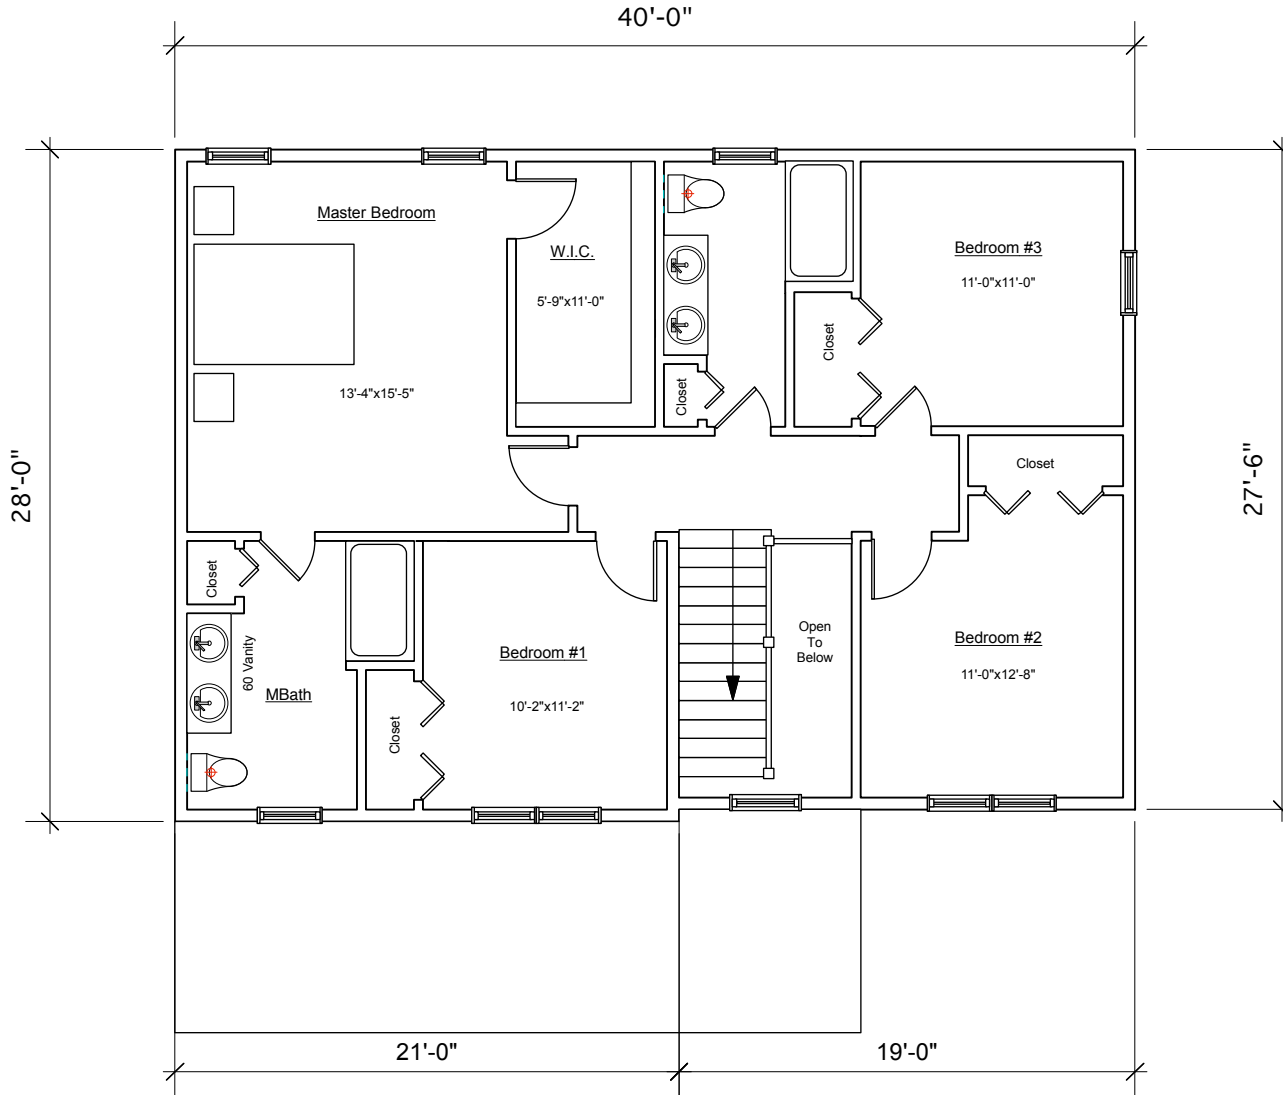 40'-0"
Master Bedroom
W.I.C.
Bedroom #3
11'-0"x11'-0"
5'-9"x11'-0"
Closet
13'-4"x15'-5"
Closet
Closet
28'-0"
27'-6"
Closet
Open
To
Below
Bedroom #2
11'-0"x12'-8"
60 Vanity
Bedroom #1
10'-2"x11'-2"
MBath
Closet
21'-0"
19'-0"